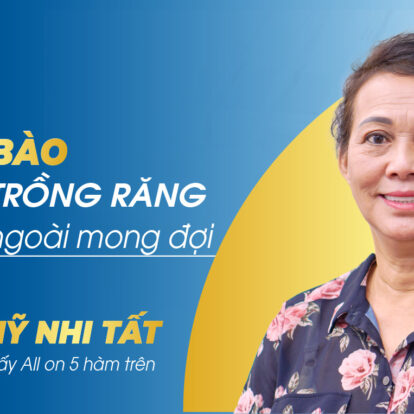 BÀO
TRỒNG RĂNG
ngoài mong đợi
Ỹ NHI TẤT
ấy All on 5 hàm trên